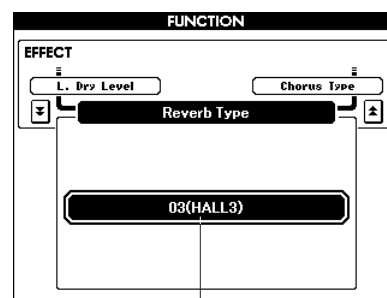 FUNCTION
EFFECT
L. Dry Level
Chorus Type
Reverb Type
03(HALL3)